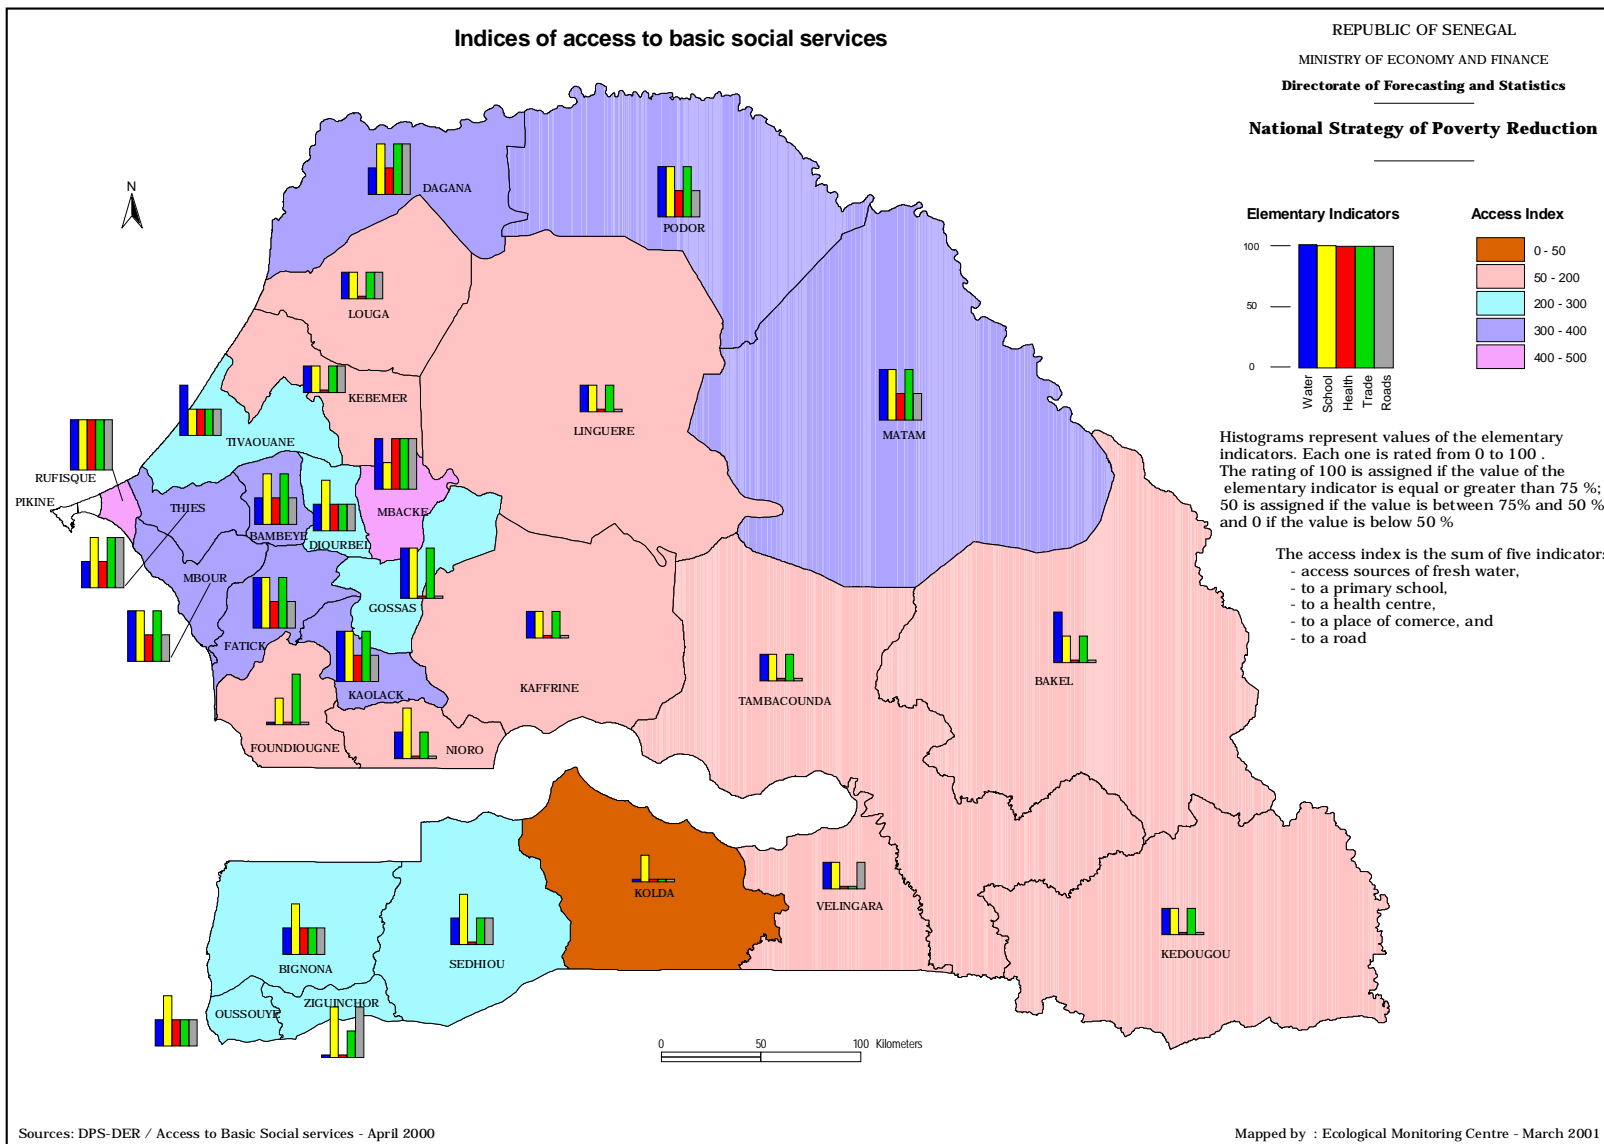 Indices of access to basic social services
REPUBLIC OF SENEGAL
MINISTRY OF ECONOMY AND FINANCE
Directorate of Forecasting and Statistics
National Strategy of Poverty Reduction
N
DAGANA
PODOR
LOUGA
KEBEMER
LINGUERE
MATAM
TIVAOUANE
RUFISQUE
PIKINE
THIES
BAMBEYE
DIOURBEL
MBACKE
MBOUR
GOSSAS
FATICK
KAOLACK
KAFFRINE
TAMBACOUNDA
BAKEL
FOUNDIOUGNE
NIORO
KOLDA
VELINGARA
KEDOUGOU
BIGNONA
SEDHIOU
OUSSOUYE
ZIGUINCHOR
Elementary Indicators
100
50
0
Water
School
Health
Trade
Roads
Access Index
0 - 50
50 - 200
200 - 300
300 - 400
400 - 500
Histograms represent values of the elementary
indicators. Each one is rated from 0 to 100 .
The rating of 100 is assigned if the value of the
elementary indicator is equal or greater than 75 %;
50 is assigned if the value is between 75% and 50 %
and 0 if the value is below 50 %
The access index is the sum of five indicators
- access sources of fresh water,
- to a primary school,
- to a health centre,
- to a place of comerce, and
- to a road
0 50 100 Kilometers
Sources: DPS-DER / Access to Basic Social services - April 2000
Mapped by : Ecological Monitoring Centre - March 2001